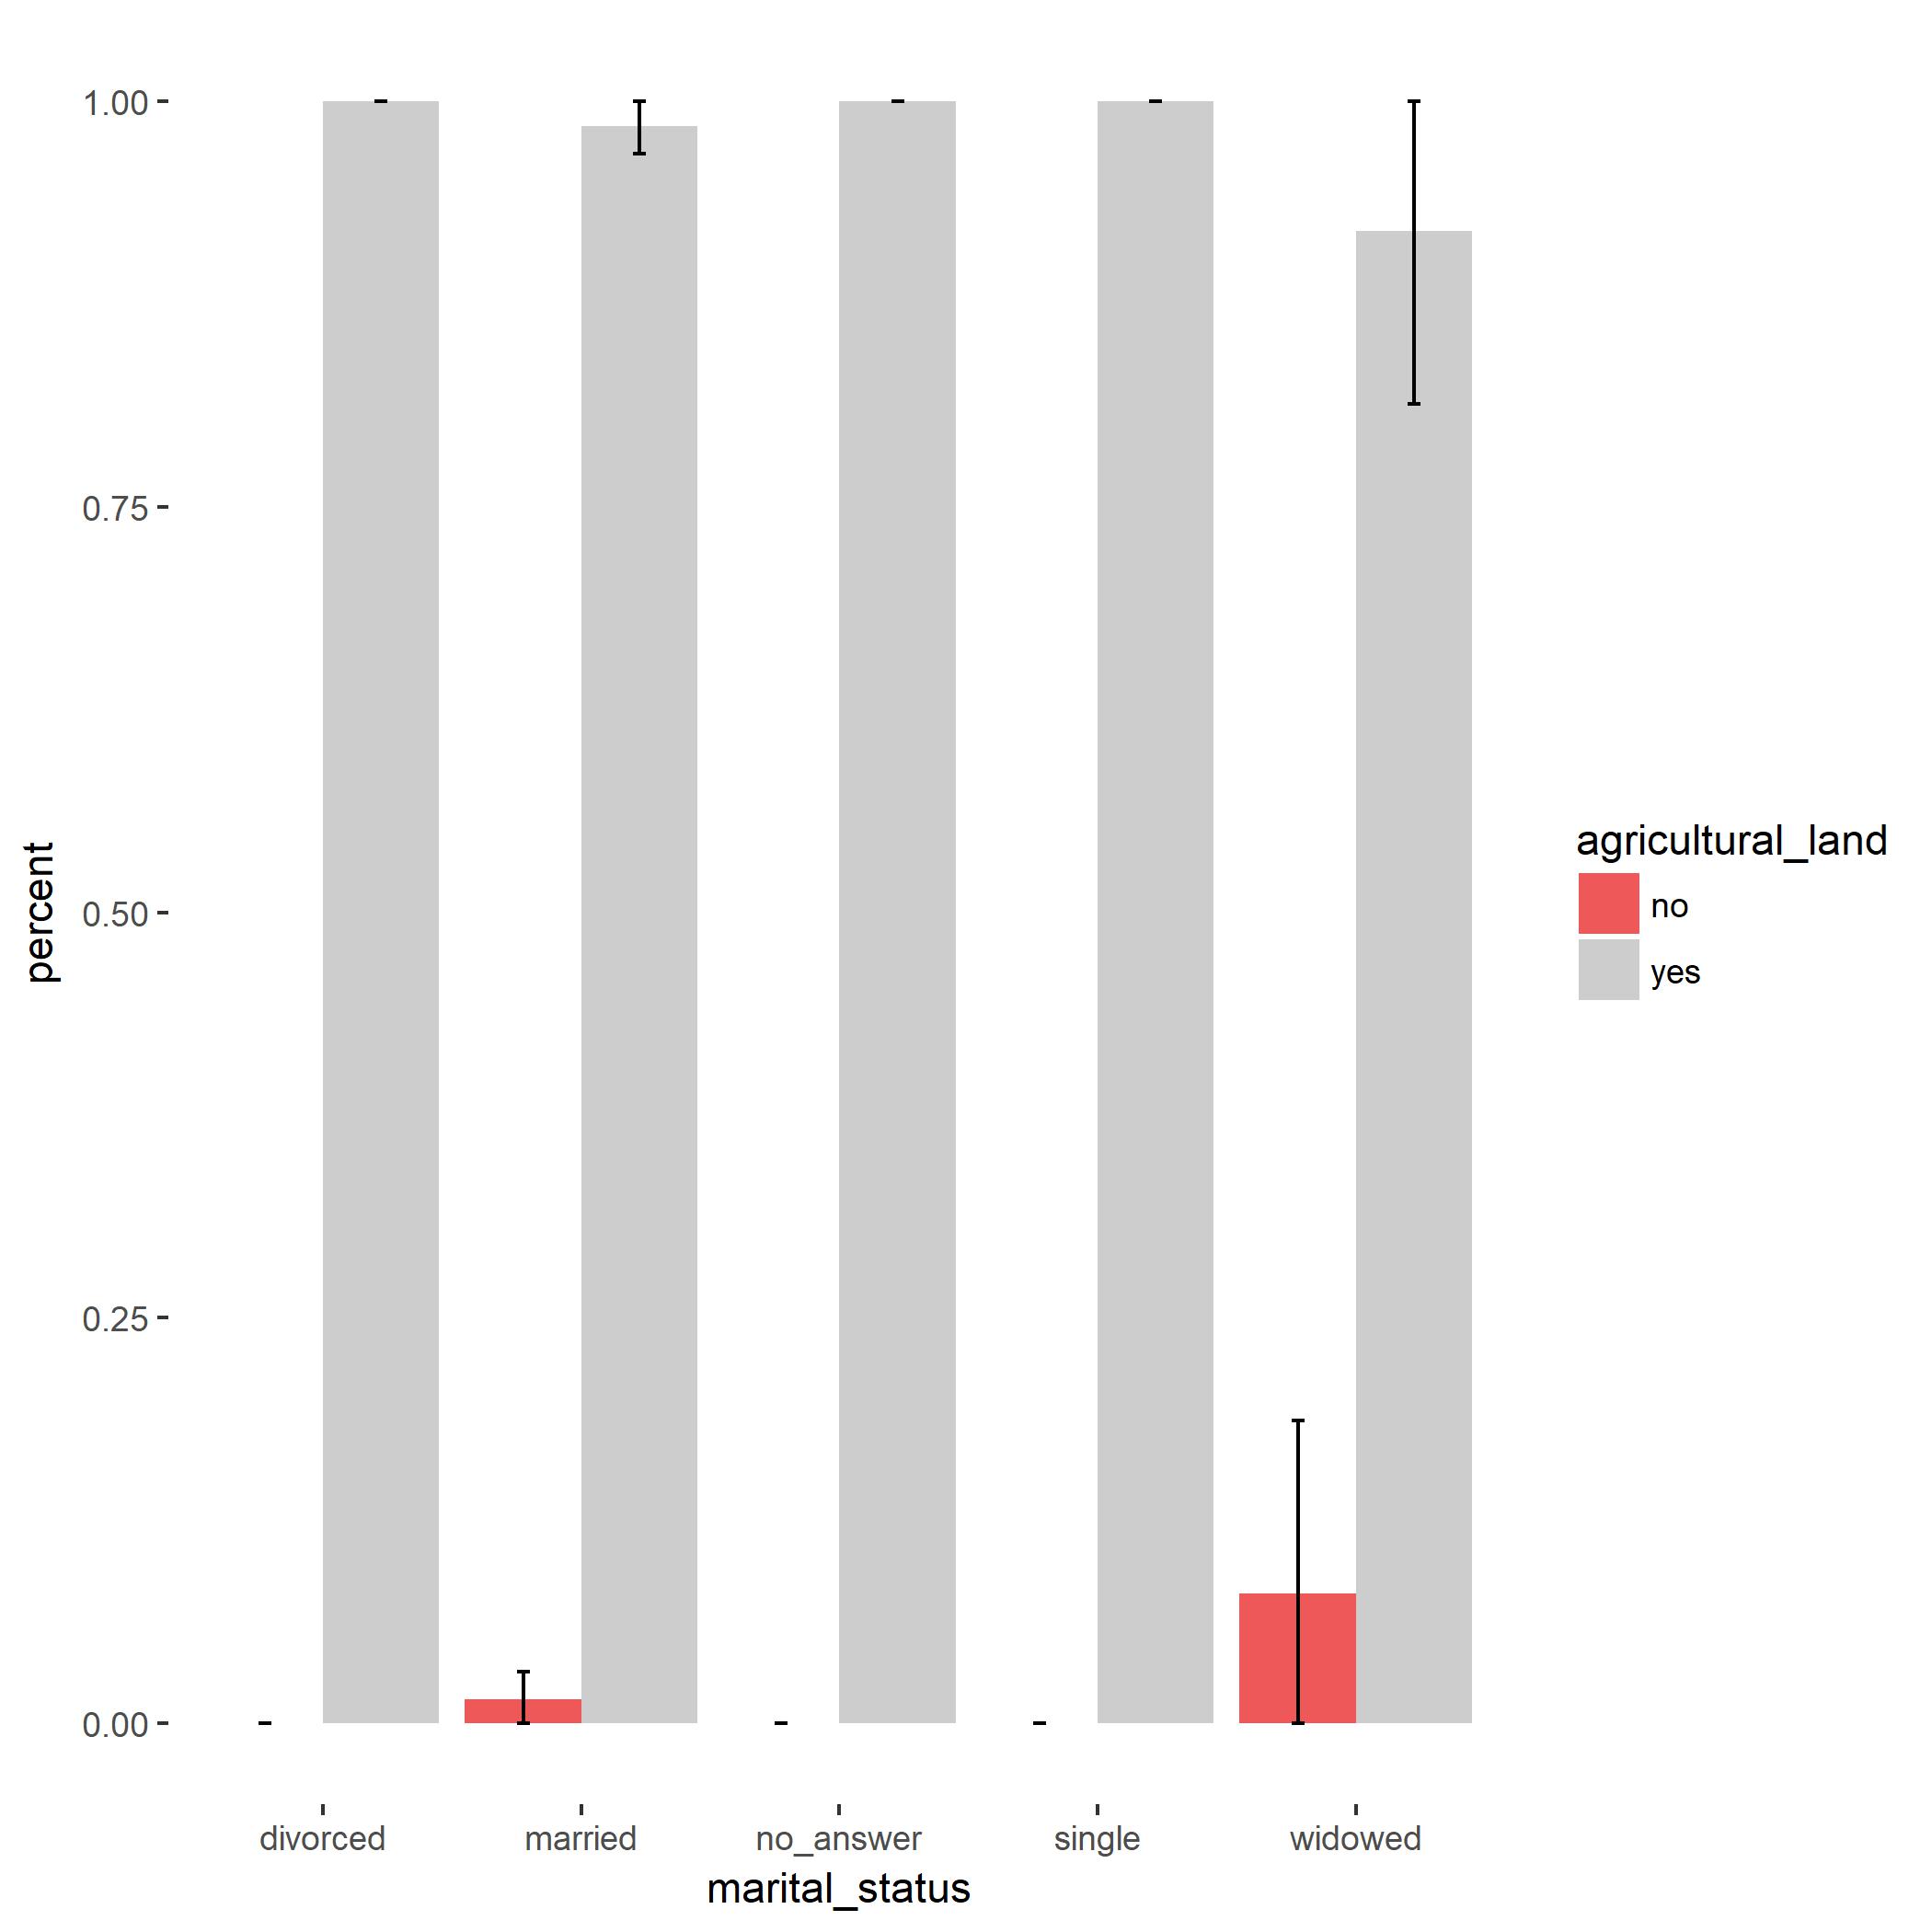 1.00
0.75
0.50
0.25
0.00
percent
divorced
married
no_answer
single
widowed
marital_status
agricultural_land
no
yes